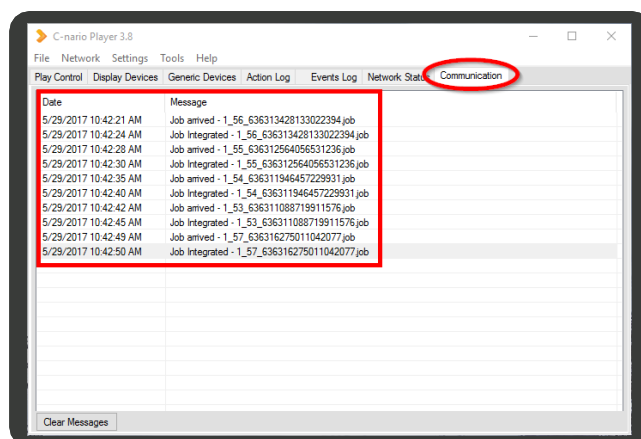 C-nario Player 3.8
File Network Settings Tools Help
Play Control Display Devices Generic Devices Action Log Events Log Network Status Communication
Date Message
5/29/2017 10:42:21 AM Job arrived - 1_56_636313428133022394.job
5/29/2017 10:42:24 AM Job Integrated - 1_56_636313428133022394.job
5/29/2017 10:42:28 AM Job arrived - 1_55_636312564056531236.job
5/29/2017 10:42:30 AM Job Integrated - 1_55_636312564056531236.job
5/29/2017 10:42:35 AM Job arrived - 1_54_636311946457229931.job
5/29/2017 10:42:40 AM Job Integrated - 1_54_636311946457229931.job
5/29/2017 10:42:42 AM Job arrived - 1_53_636311088719911576.job
5/29/2017 10:42:45 AM Job Integrated - 1_53_636311088719911576.job
5/29/2017 10:42:49 AM Job arrived - 1_57_636316275011042077.job
5/29/2017 10:42:50 AM Job Integrated - 1_57_636316275011042077.job
Clear Messages